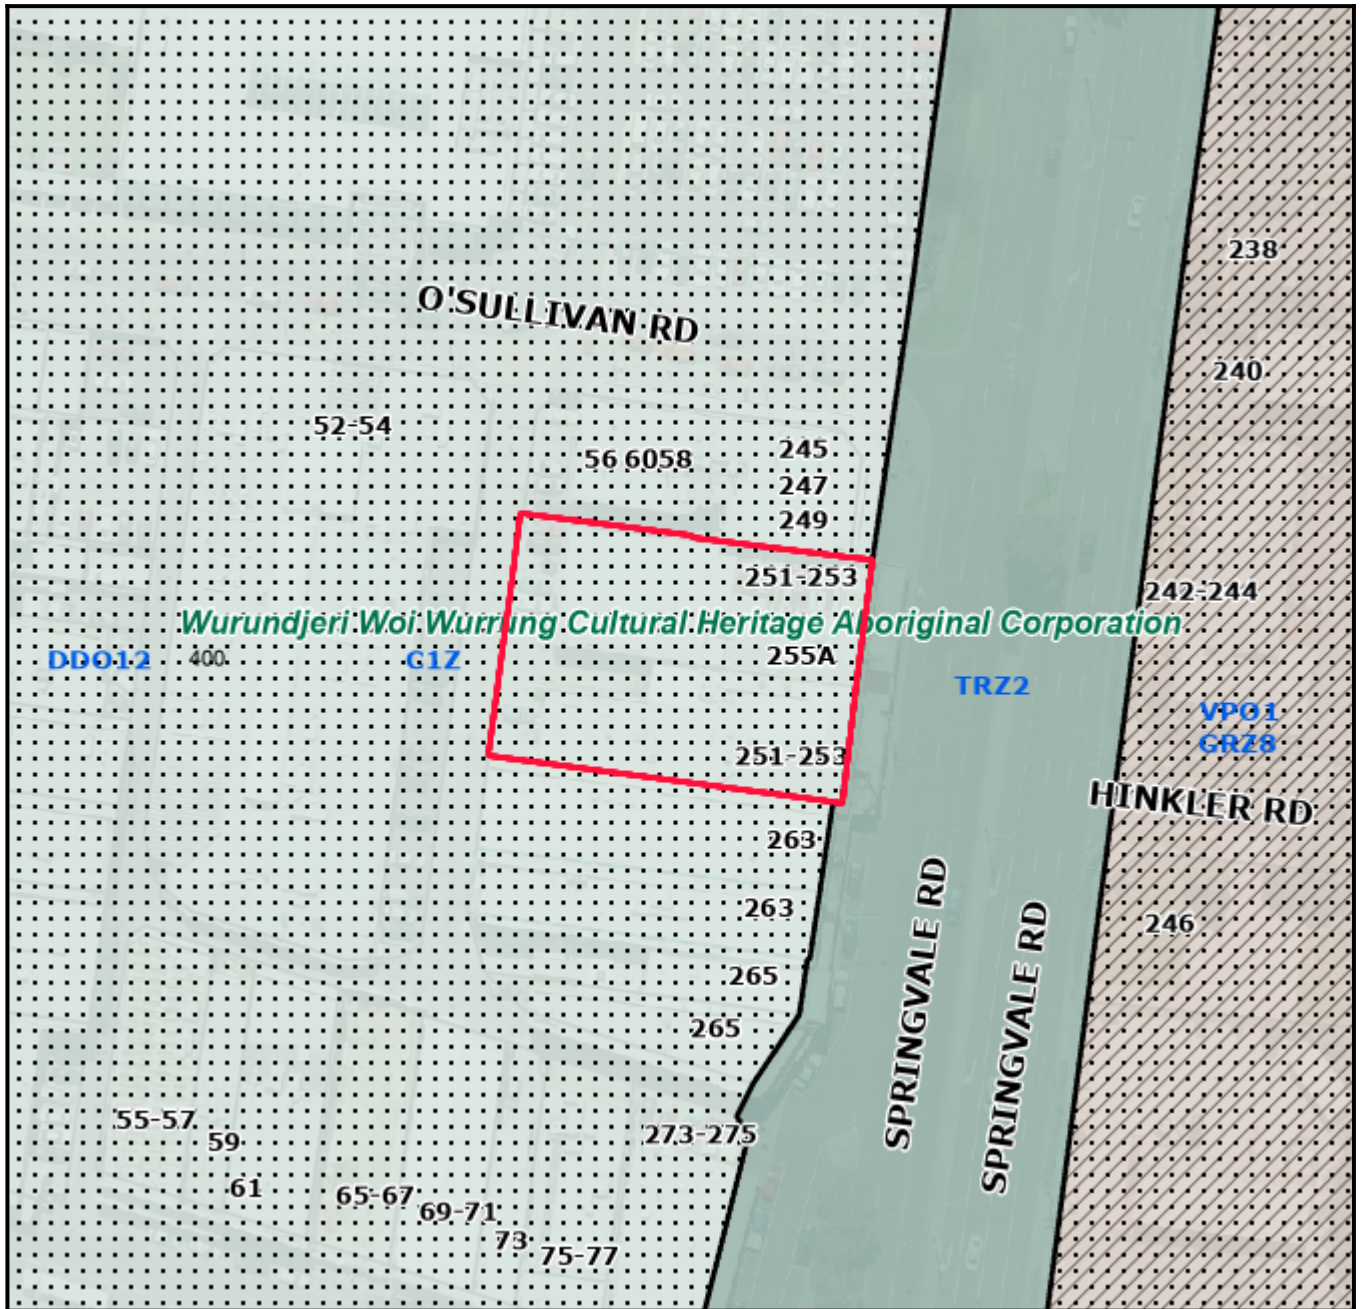 238
O'SULLIVAN RD
240
52-54
245
56 6058
247
249
251-253
242-244
Wurundjeri Woi Wurrung Cultural Heritage Aboriginal Corporation
DDO12
400
C1Z
255A
TRZ2
VPO1
GRZ8
251-253
HINKLER RD
263
263
246
SPRINGVALE RD
SPRINGVALE RD
265
265
55-57
59
273-275
61
65-67
69-71
73
75-77